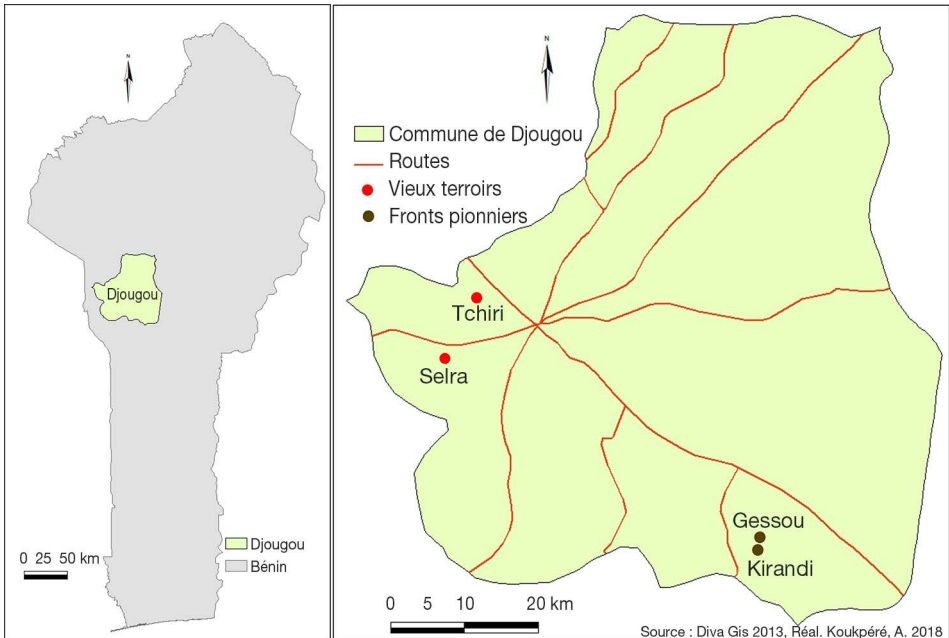 N
Djougou
0 25 50 km
Djougou
Bénin
N
Commune de Djougou
Routes
Vieux terroirs
Fronts pionniers
Tchiri
Selra
Gessou
Kirandi
0 5 10 20 km
Source : Diva Gis 2013, Réal. Koukpéré, A. 2018